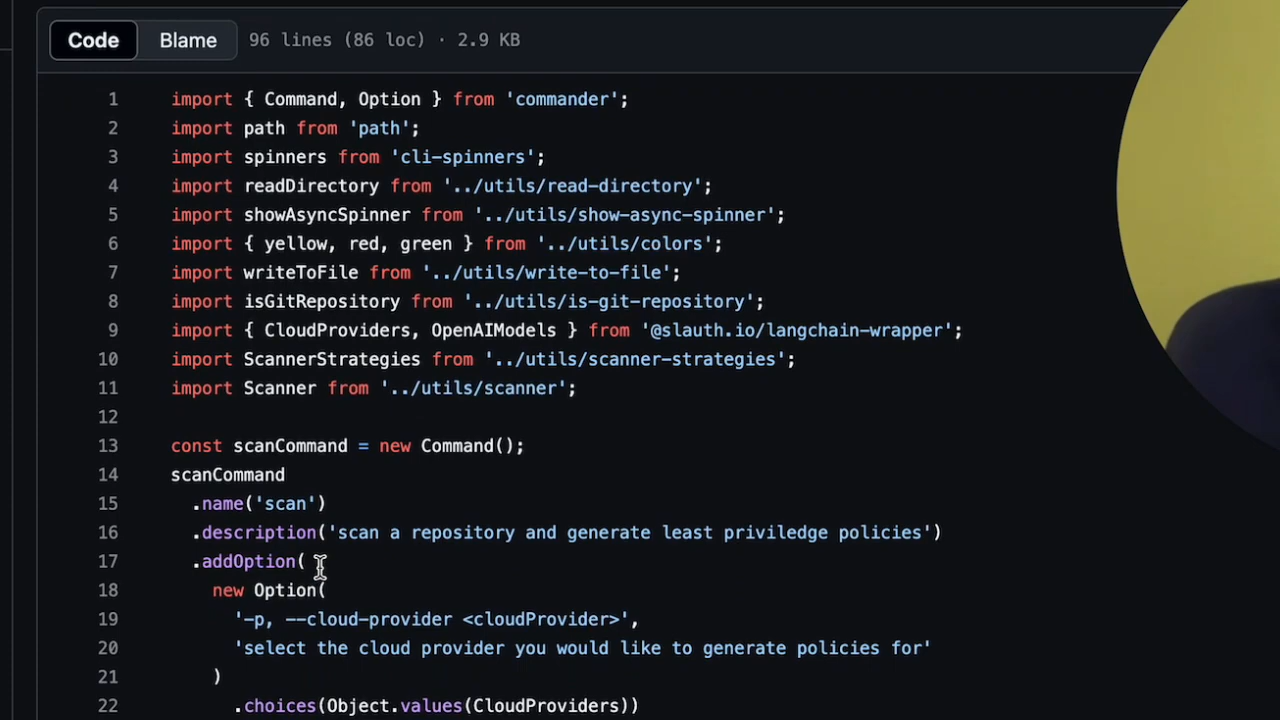 Code Blame 96 lines (86 loc) · 2.9 KB
1 import { Command, Option } from 'commander';
2 import path from 'path';
3 import spinners from 'cli-spinners';
4 import readDirectory from '../utils/read-directory';
5 import showAsyncSpinner from '../utils/show-async-spinner';
6 import { yellow, red, green } from '../utils/colors';
7 import writeToFile from '../utils/write-to-file';
8 import isGitRepository from '../utils/is-git-repository';
9 import { CloudProviders, OpenAIModels } from '@slauth.io/langchain-wrapper';
10 import ScannerStrategies from '../utils/scanner-strategies';
11 import Scanner from '../utils/scanner';
12
13 const scanCommand = new Command();
14 scanCommand
15 .name('scan')
16 .description('scan a repository and generate least priviledge policies')
17 .addOption(
18 new Option(
19 '-p, --cloud-provider <cloudProvider>',
20 'select the cloud provider you would like to generate policies for'
21 )
22 .choices(Object.values(CloudProviders))